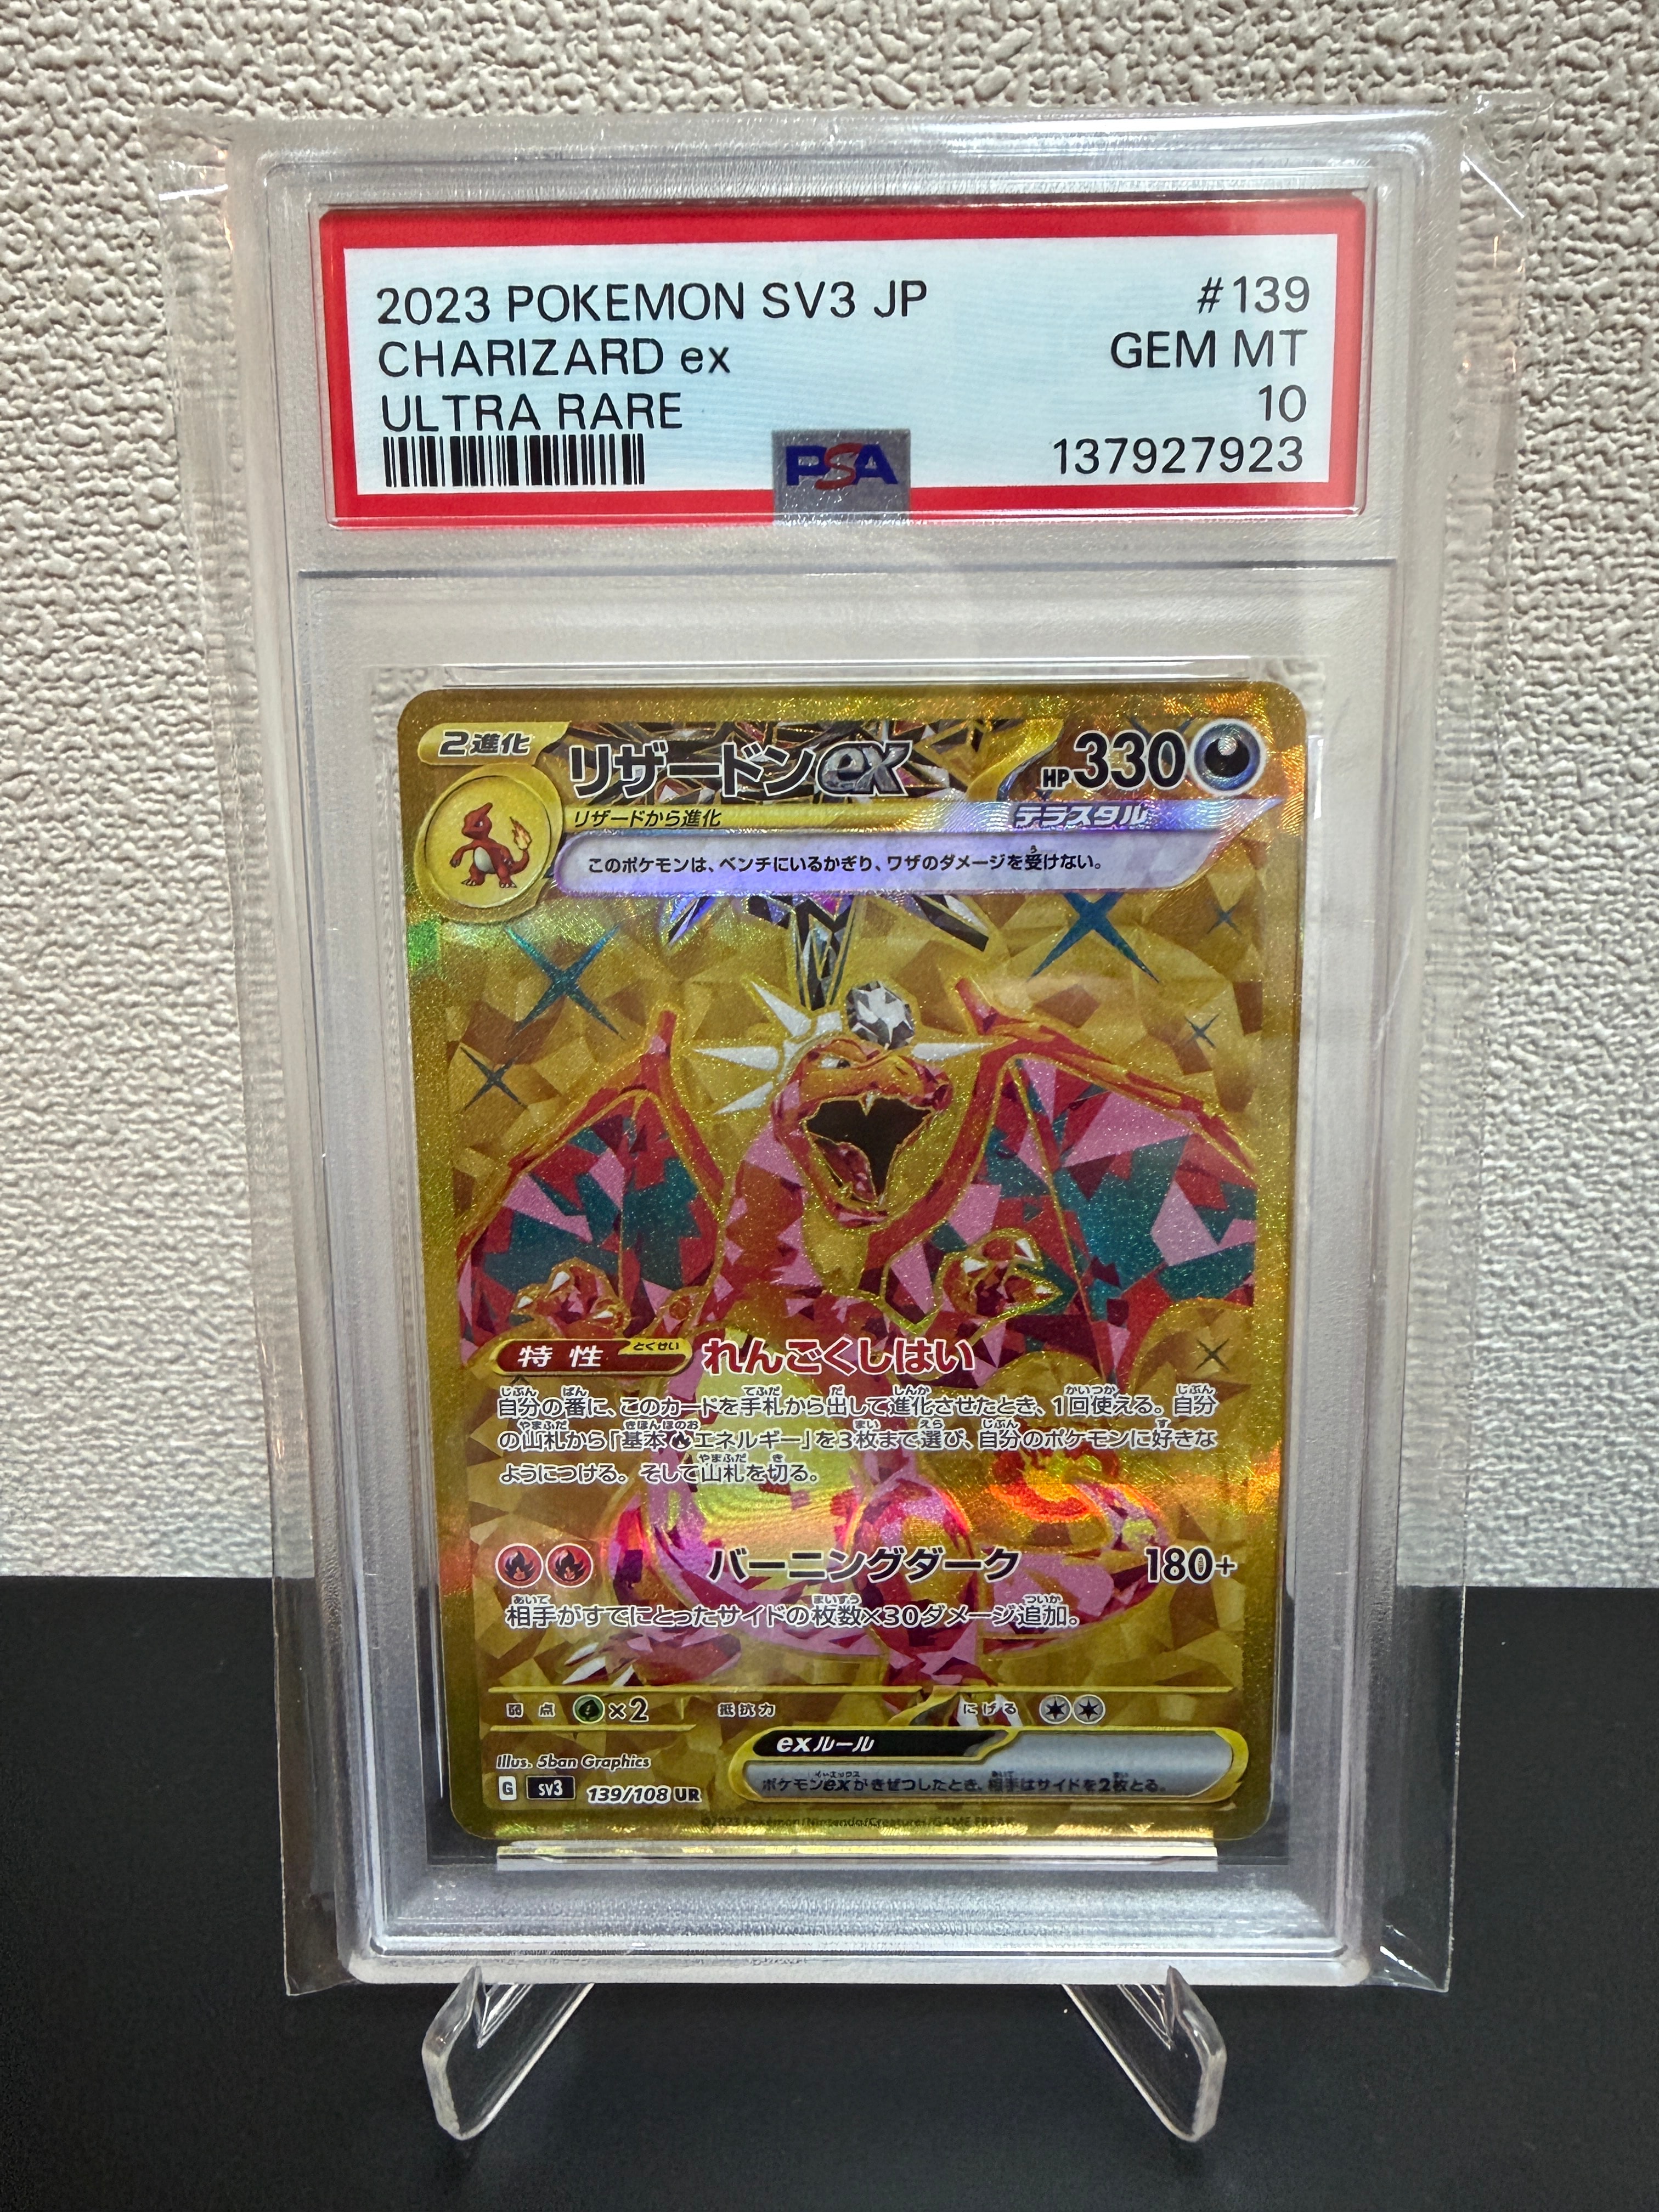 2023 POKEMON SV3 JP #139
CHARIZARD ex GEM MT
ULTRA RARE 10
PSA 137927923
2進化 リザードンex HP330
リザードから進化 テラスタル
このポケモンは、ベンチにいるかぎり、ワザのダメージを受けない。
特性 とくせい れんごくしはい
自分の番に、このカードを手札から出して進化させたとき、1回使える。自分
の山札から「基本エネルギー」を3枚まで選び、自分のポケモンに好きな
ようにつける。そして山札を切る。
バーニングダーク 180+
相手がすでにとったサイドの枚数×30ダメージ追加。
弱点 ×2 抵抗力 にげる
exルール
ポケモンexがきぜつしたとき、相手はサイドを2枚とる。
Illus. 5ban Graphics
G sv3 139/108 UR
©2023 Pokémon/Nintendo/Creatures/GAME FREAK